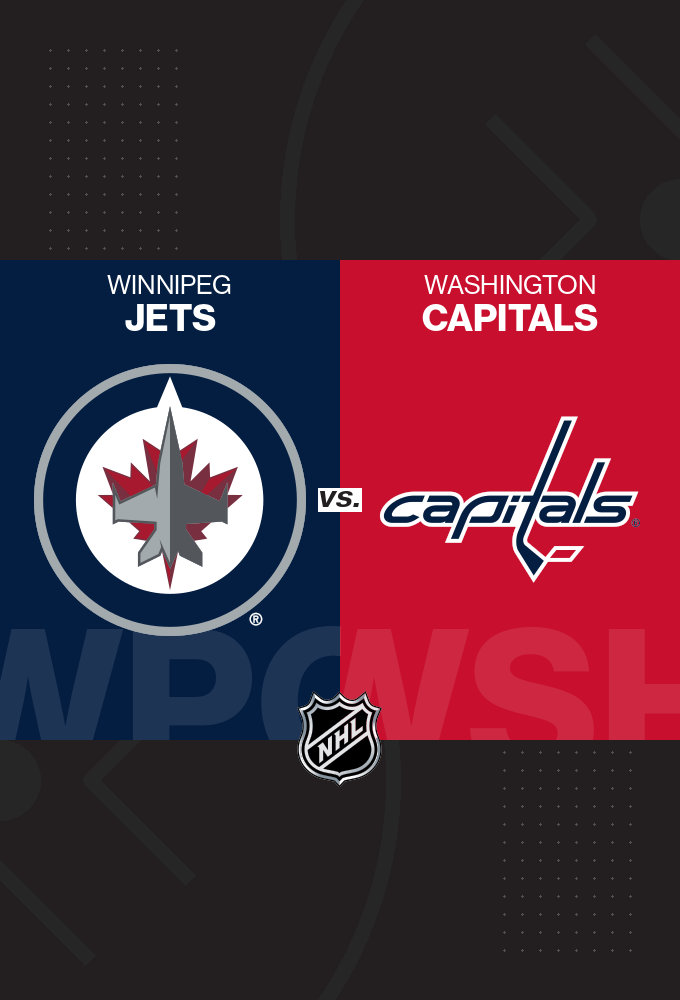 WINNIPEG
JETS
WASHINGTON
CAPITALS
vs.
capitals
®
WPG
WSH
NHL